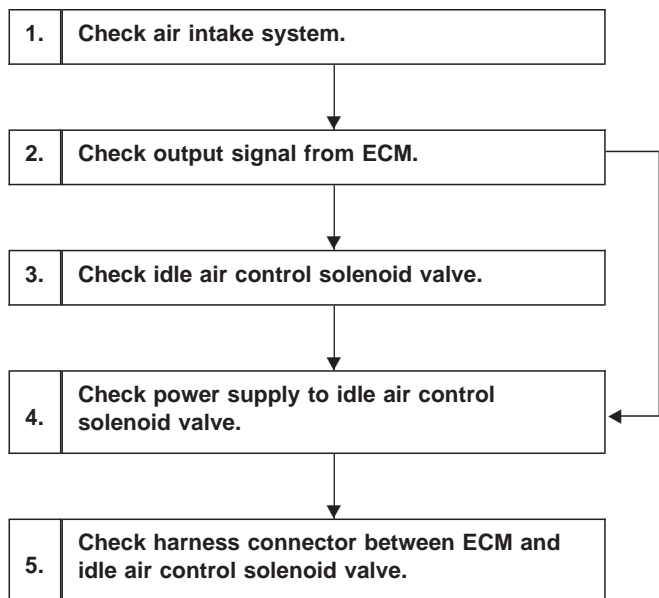 1. Check air intake system.
2. Check output signal from ECM.
3. Check idle air control solenoid valve.
4. Check power supply to idle air control
solenoid valve.
5. Check harness connector between ECM and
idle air control solenoid valve.